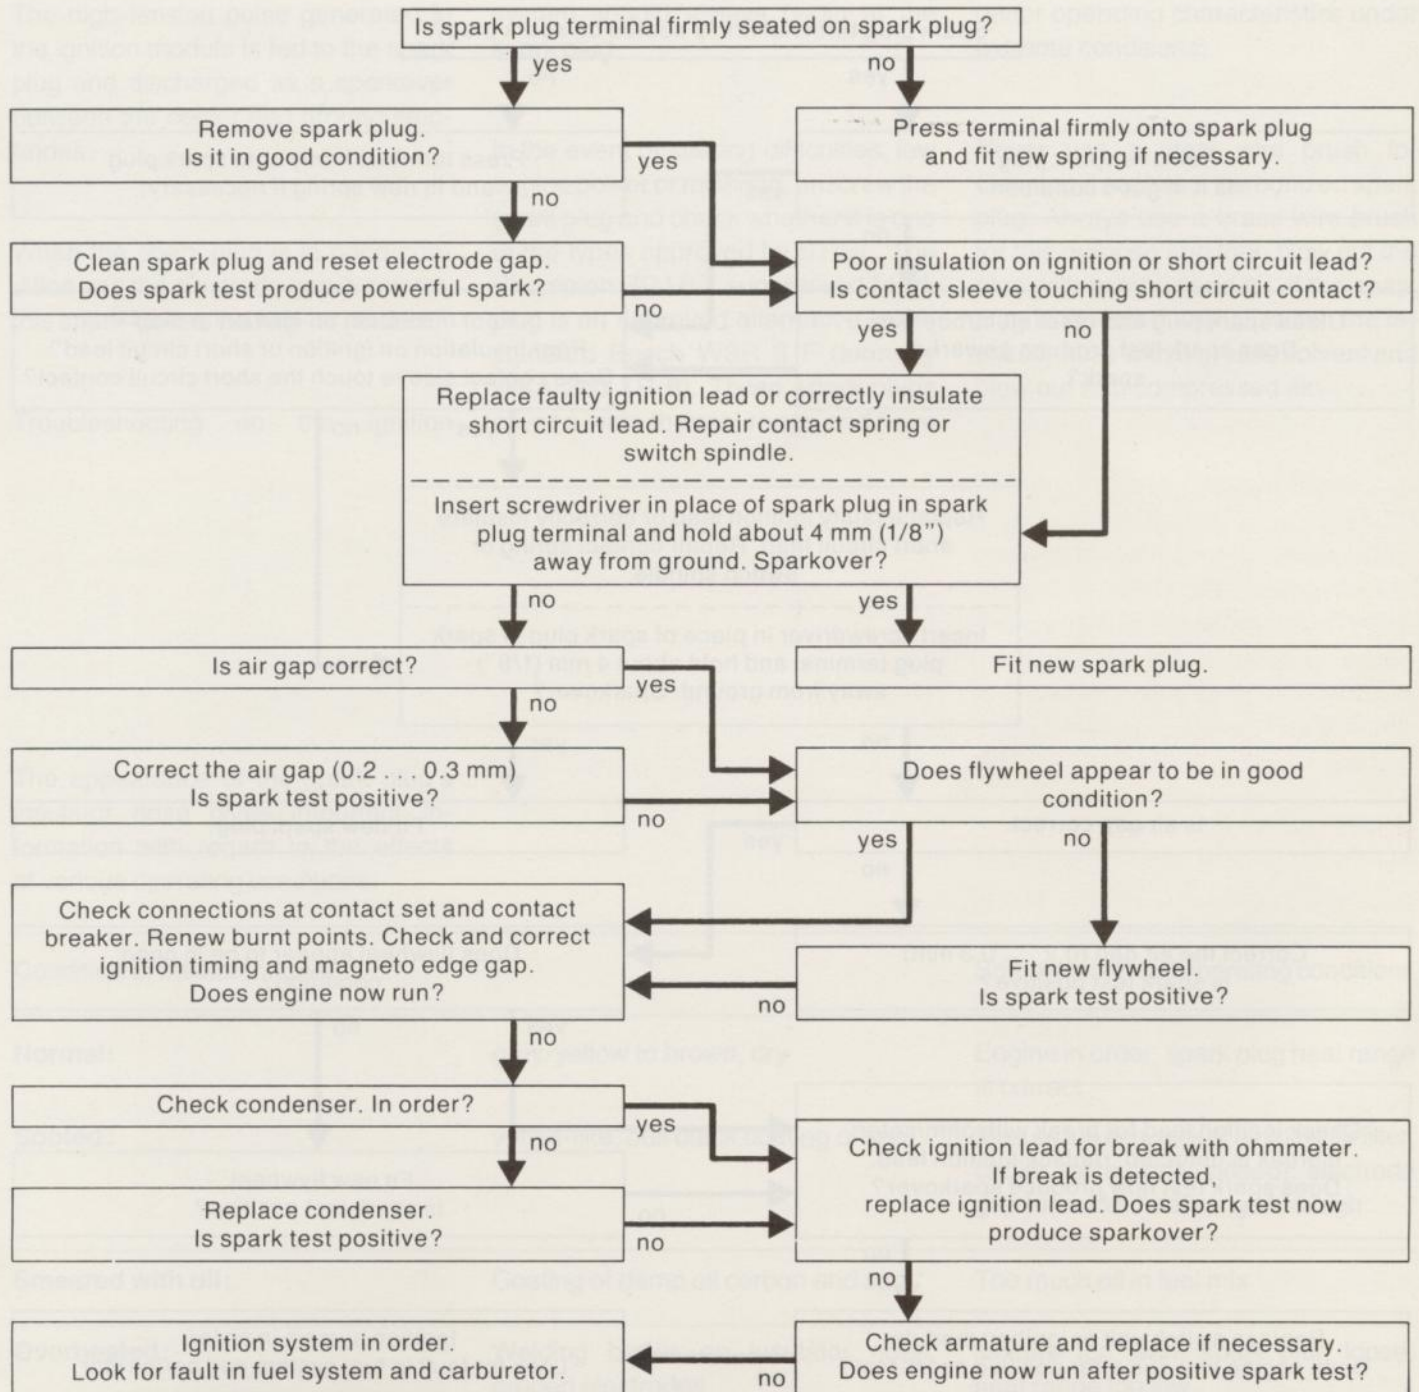 Is spark plug terminal firmly seated on spark plug?
yes
no
Remove spark plug.
Is it in good condition?
yes
Press terminal firmly onto spark plug
and fit new spring if necessary.
no
Clean spark plug and reset electrode gap.
Does spark test produce powerful spark?
no
Poor insulation on ignition or short circuit lead?
Is contact sleeve touching short circuit contact?
yes
no
Replace faulty ignition lead or correctly insulate
short circuit lead. Repair contact spring or
switch spindle.
Insert screwdriver in place of spark plug in spark
plug terminal and hold about 4 mm (1/8")
away from ground. Sparkover?
no
yes
Is air gap correct?
yes
Fit new spark plug.
no
Correct the air gap (0.2 . . . 0.3 mm)
Is spark test positive?
no
Does flywheel appear to be in good
condition?
yes
no
Check connections at contact set and contact
breaker. Renew burnt points. Check and correct
ignition timing and magneto edge gap.
Does engine now run?
Fit new flywheel.
Is spark test positive?
no
no
Check condenser. In order?
yes
no
Check ignition lead for break with ohmmeter.
If break is detected,
replace ignition lead. Does spark test now
produce sparkover?
Replace condenser.
Is spark test positive?
no
no
Ignition system in order.
Look for fault in fuel system and carburetor.
no
Check armature and replace if necessary.
Does engine now run after positive spark test?